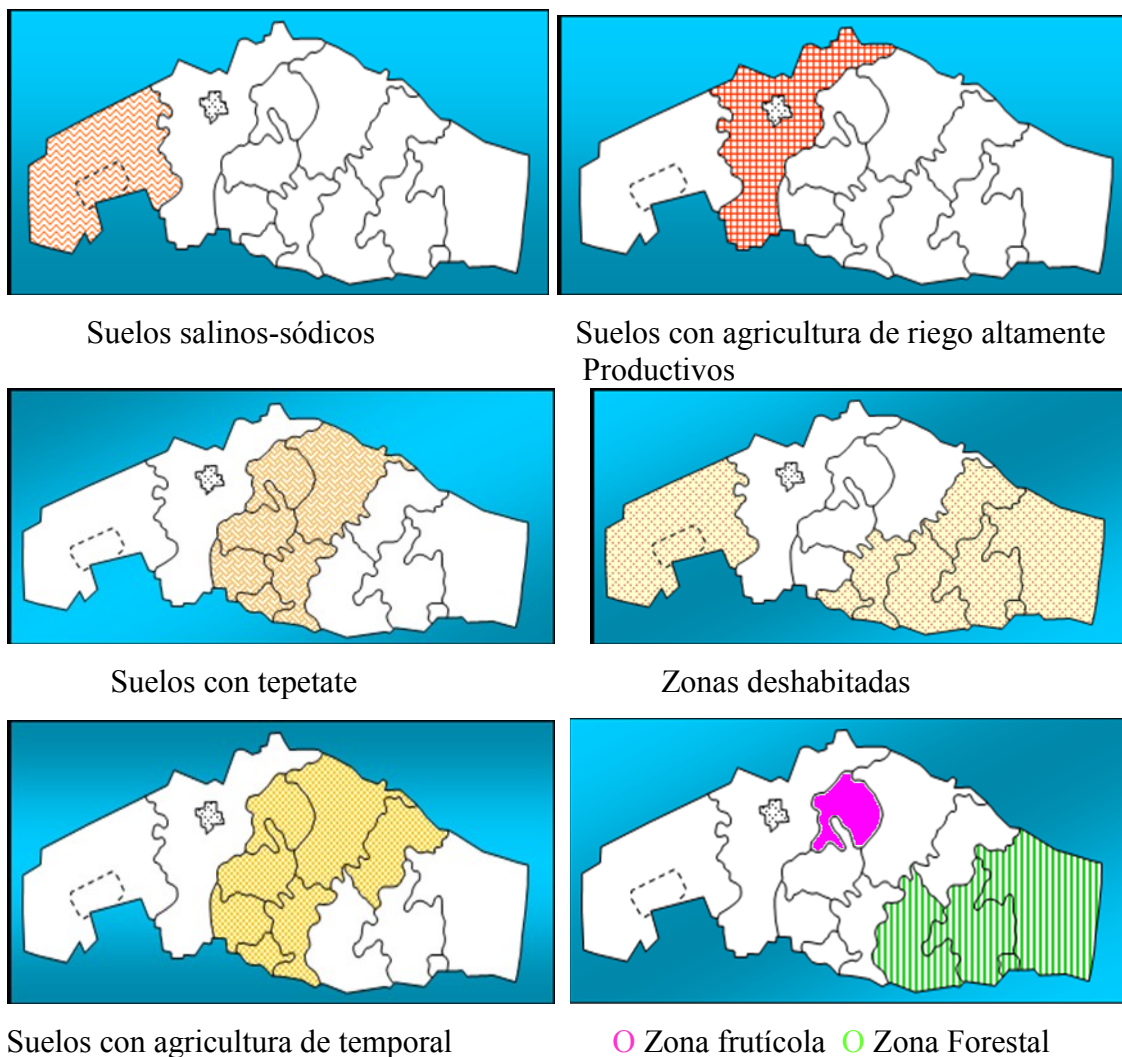 Suelos salinos-sódicos
Suelos con agricultura de riego altamente
Productivos
Suelos con tepetate
Zonas deshabitadas
Suelos con agricultura de temporal
O Zona frutícola O Zona Forestal